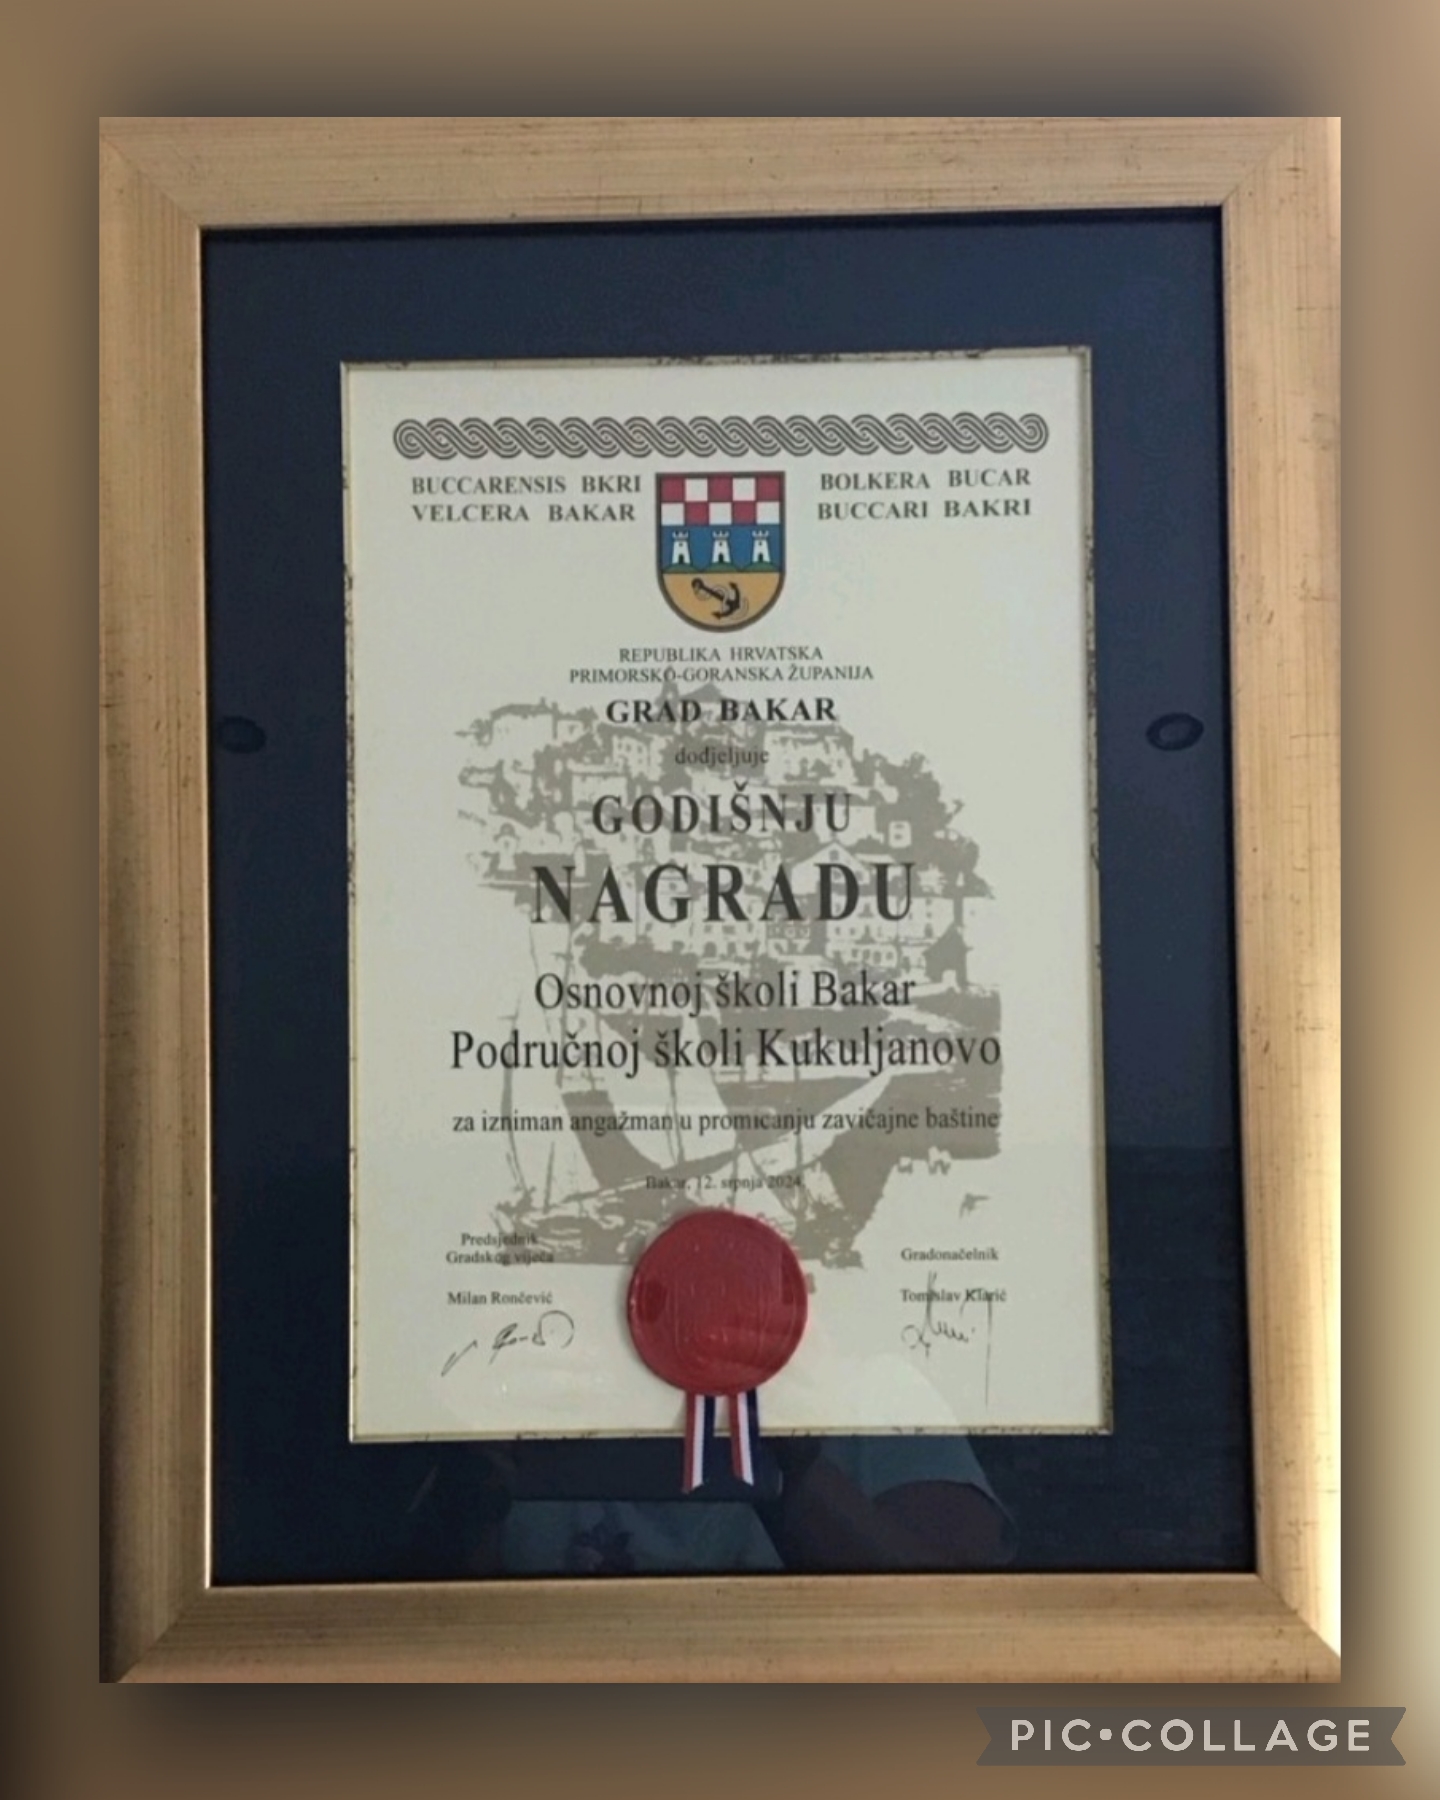 BUCCARENSIS BKRI
VELCERA BAKAR
BOLKERA BUCAR
BUCCARI BAKRI
REPUBLIKA HRVATSKA
PRIMORSKO-GORANSKA ŽUPANIJA
GRAD BAKAR
dodjeljuje
GODIŠNJU
NAGRADU
Osnovnoj školi Bakar
Područnoj školi Kukuljanovo
za izniman angažman u promicanju zavičajne baštine
Bakar, 12. srpnja 2024.
Predsjednik
Gradskog vijeća
Milan Rončević
Gradonačelnik
Tomislav Klarić
PIC•COLLAGE